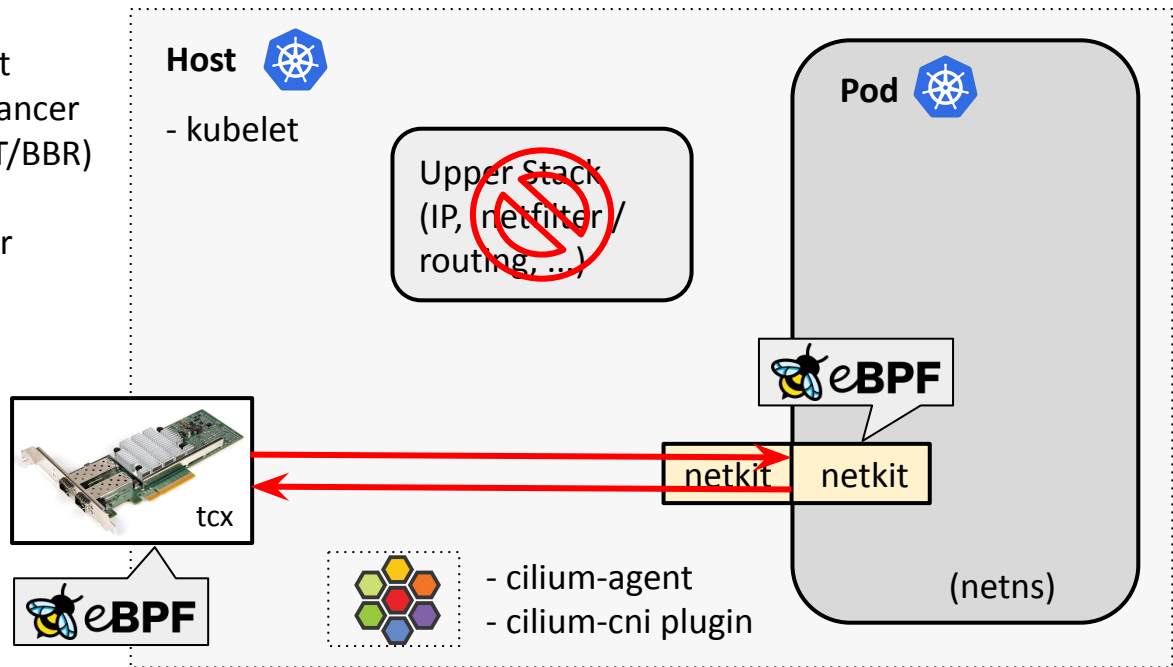 t
ancer
T/BBR)
r
Host
- kubelet
Upper Stack
(IP, netfilter /
routing, ...)
Pod
eBPF
netkit
netkit
tcx
eBPF
- cilium-agent
- cilium-cni plugin
(netns)